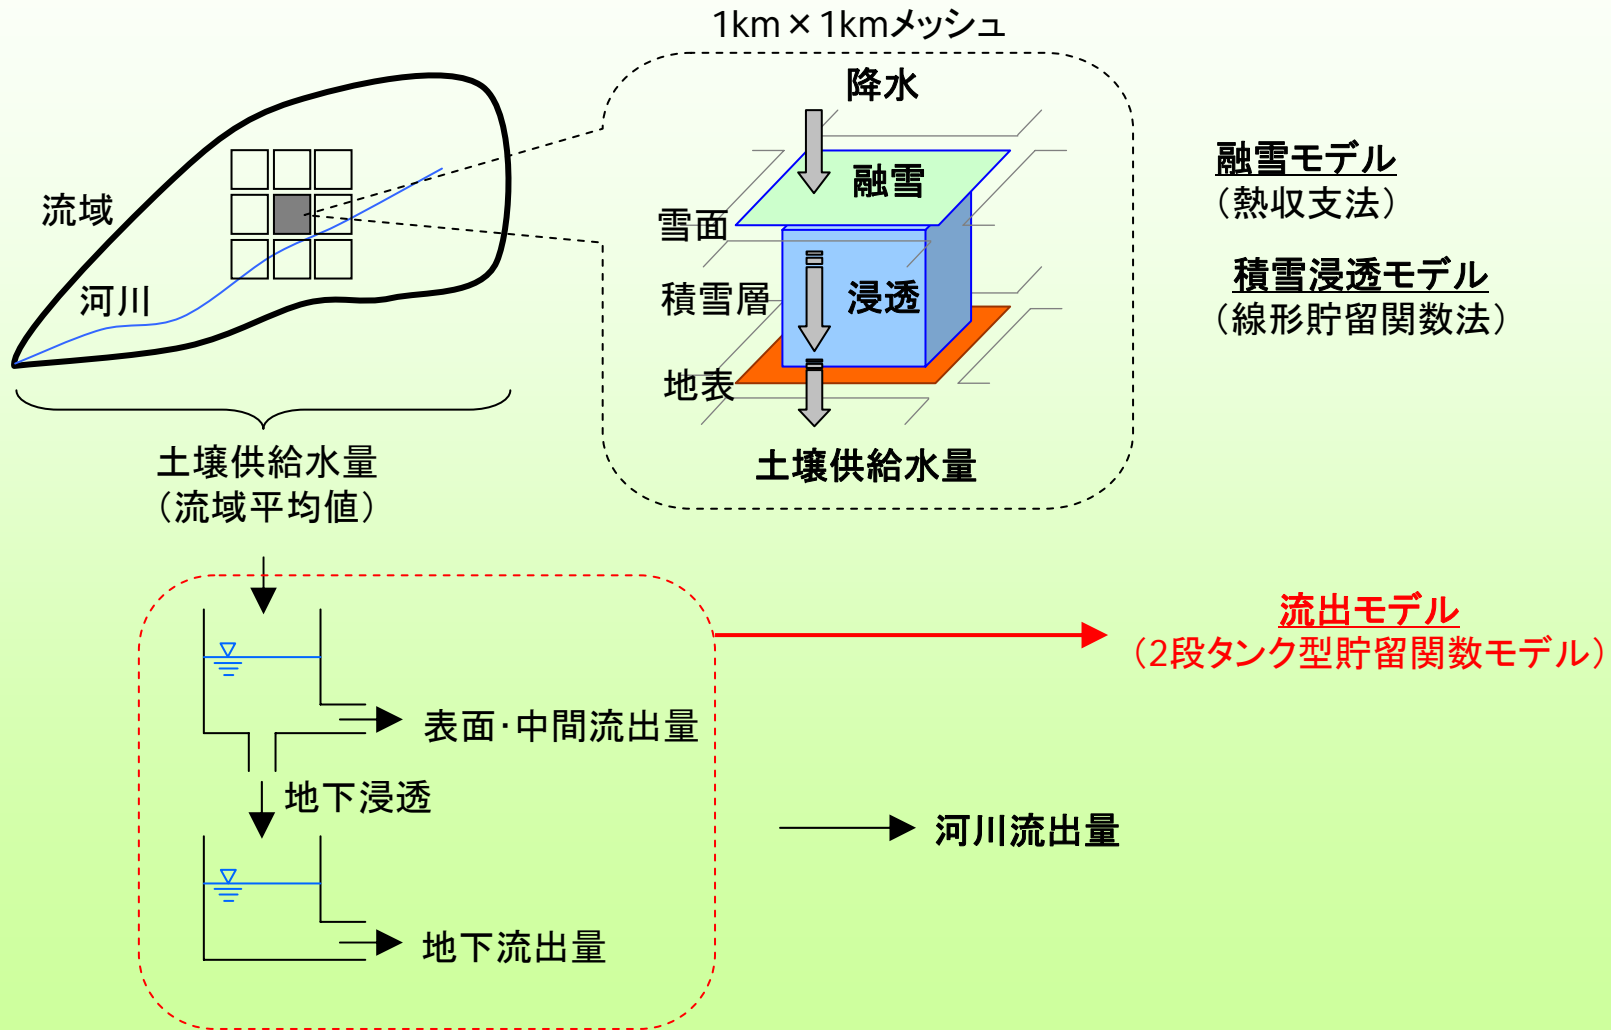 1km×1kmメッシュ
降水
融雪
雪面
積雪層
浸透
地表
土壌供給水量
融雪モデル
（熱収支法）
積雪浸透モデル
（線形貯留関数法）
流域
河川
土壌供給水量
（流域平均値）
表面・中間流出量
地下浸透
地下流出量
河川流出量
流出モデル
（2段タンク型貯留関数モデル）